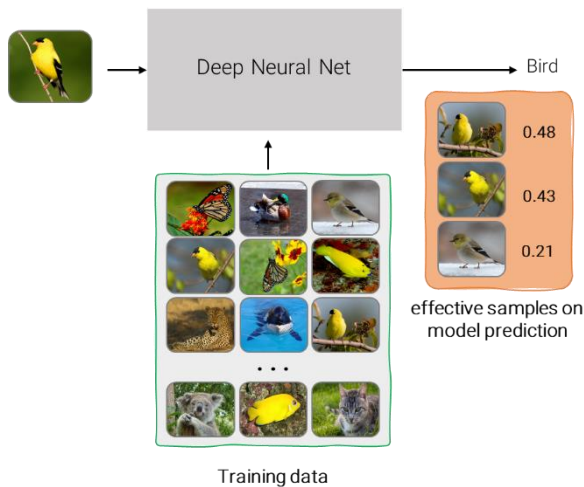 Deep Neural Net
Bird
0.48
0.43
0.21
effective samples on
model prediction
• • •
Training data